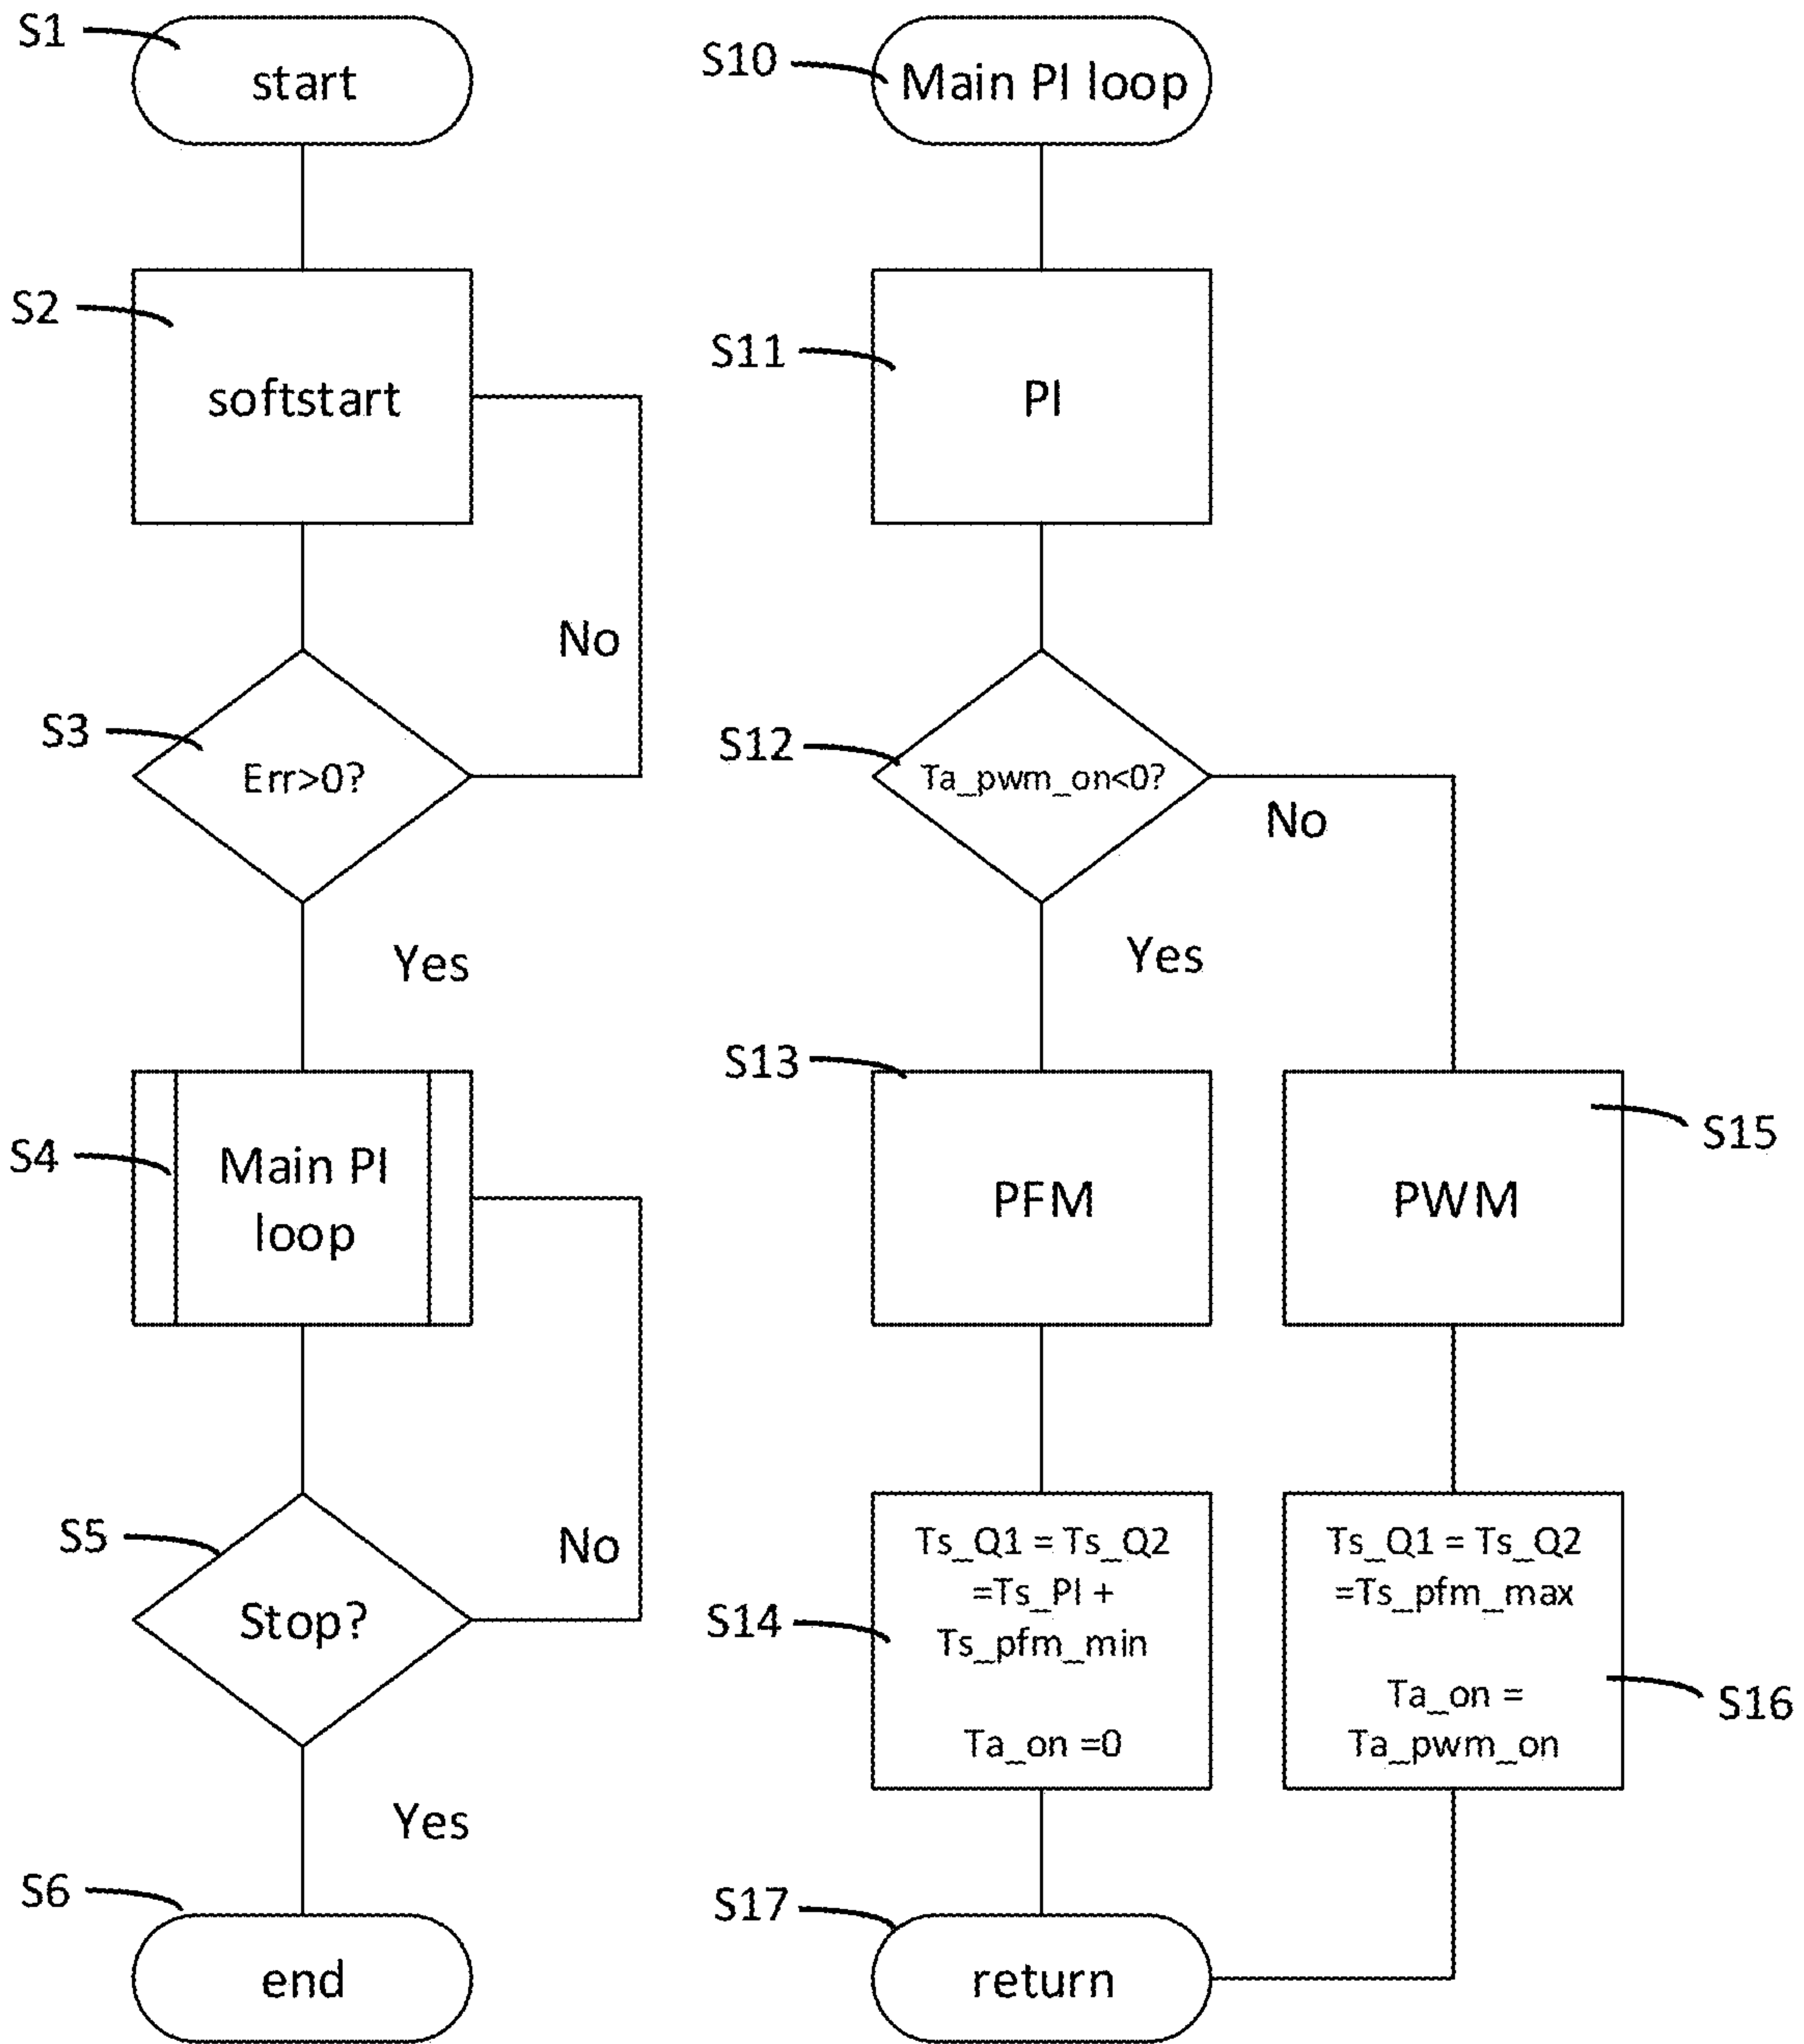 S1
start
S2
softstart
No
S3
Err>0?
Yes
S4
Main PI
loop
S5
Stop?
No
Yes
S6
end
S10
Main PI loop
S11
PI
S12
Ta_pwm_on<0?
No
Yes
S13
PFM
S15
PWM
S14
Ts_Q1 = Ts_Q2
=Ts_PI +
Ts_pfm_min
Ta_on =0
S16
Ts_Q1 = Ts_Q2
=Ts_pfm_max
Ta_on =
Ta_pwm_on
S17
return